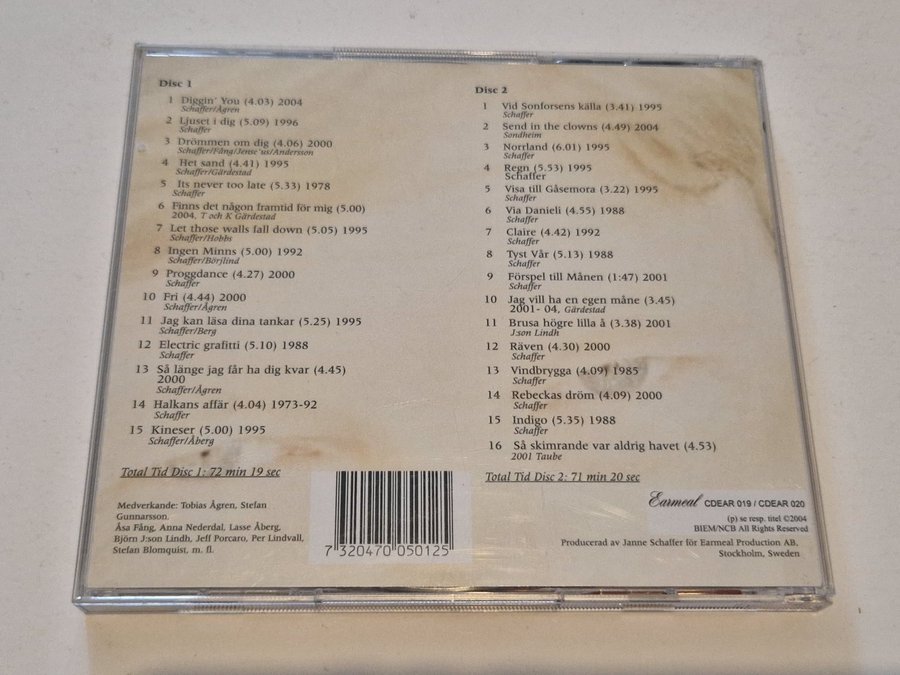 Disc 1
1 Diggin' You (4.03) 2004
Schaffer/Ågren
2 Ljuset i dig (5.09) 1996
Schaffer
3 Drömmen om dig (4.06) 2000
Schaffer/Fång/Jense´us/Andersson
4 Het sand (4.41) 1995
Schaffer/Gärdestad
5 Its never too late (5.33) 1978
Schaffer
6 Finns det någon framtid för mig (5.00)
2004, T och K Gärdestad
7 Let those walls fall down (5.05) 1995
Schaffer/Hobbs
8 Ingen Minns (5.00) 1992
Schaffer/Börjlind
9 Proggdance (4.27) 2000
Schaffer
10 Fri (4.44) 2000
Schaffer/Ågren
11 Jag kan läsa dina tankar (5.25) 1995
Schaffer/Berg
12 Electric grafitti (5.10) 1988
Schaffer
13 Så länge jag får ha dig kvar (4.45)
2000
Schaffer/Ågren
14 Halkans affär (4.04) 1973-92
Schaffer
15 Kineser (5.00) 1995
Schaffer/Åberg
Total Tid Disc 1: 72 min 19 sec
Medverkande: Tobias Ågren, Stefan
Gunnarsson,
Åsa Fång, Anna Nederdal, Lasse Åberg,
Björn J:son Lindh, Jeff Porcaro, Per Lindvall,
Stefan Blomquist, m. fl.
7 320470 050125
Disc 2
1 Vid Sonforsens källa (3.41) 1995
Schaffer
2 Send in the clowns (4.49) 2004
Sondheim
3 Norrland (6.01) 1995
Schaffer
4 Regn (5.53) 1995
Schaffer
5 Visa till Gåsemora (3.22) 1995
Schaffer
6 Via Danieli (4.55) 1988
Schaffer
7 Claire (4.42) 1992
Schaffer
8 Tyst Vår (5.13) 1988
Schaffer
9 Förspel till Månen (1:47) 2001
Schaffer
10 Jag vill ha en egen måne (3.45)
2001- 04, Gärdestad
11 Brusa högre lilla å (3.38) 2001
J:son Lindh
12 Räven (4.30) 2000
Schaffer
13 Vindbrygga (4.09) 1985
Schaffer
14 Rebeckas dröm (4.09) 2000
Schaffer
15 Indigo (5.35) 1988
Schaffer
16 Så skimrande var aldrig havet (4.53)
2001 Taube
Total Tid Disc 2: 71 min 20 sec
Earmeal CDEAR 019 / CDEAR 020
(p) se resp. titel ©2004
BIEM/NCB All Rights Reserved
Producerad av Janne Schaffer för Earmeal Production AB,
Stockholm, Sweden